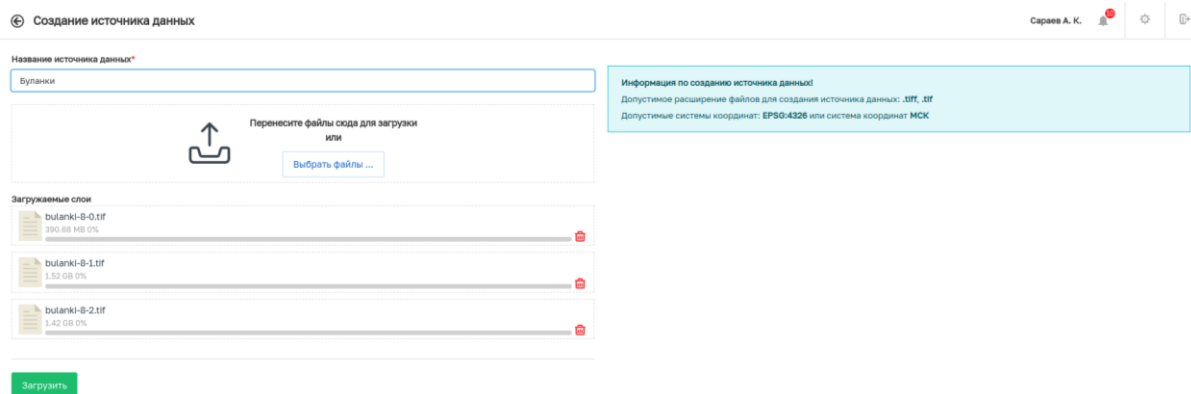 Создание источника данных
Сараев А. К.
Название источника данных*
Буланки
Перенесите файлы сюда для загрузки
или
Выбрать файлы ...
Информация по созданию источника данных!
Допустимое расширение файлов для создания источника данных: .tiff, .tif
Допустимые системы координат: EPSG:4326 или система координат МСК
Загружаемые слои
bulanki-8-0.tif
390.88 MB 0%
bulanki-8-1.tif
1.52 GB 0%
bulanki-8-2.tif
1.42 GB 0%
Загрузить